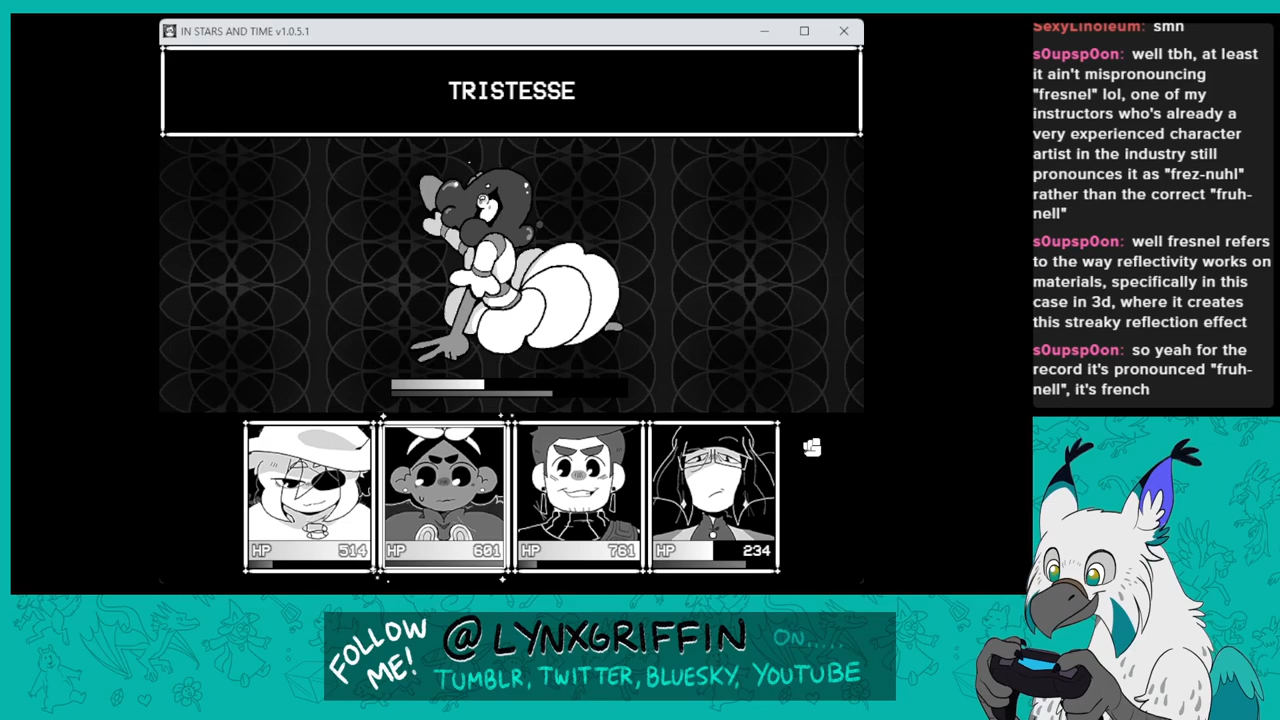 IN STARS AND TIME v1.0.5.1
TRISTESSE
HP 514
HP 601
HP 761
HP 234
SexyLinoleum: smh
s0upsp0on: well tbh, at least
it ain't mispronouncing
"fresnel" lol, one of my
instructors who's already a
very experienced character
artist in the industry still
pronounces it as "frez-nuhl"
rather than the correct "fruh-
nell"
s0upsp0on: well fresnel refers
to the way reflectivity works on
materials, specifically in this
case in 3d, where it creates
this streaky reflection effect
s0upsp0on: so yeah for the
record it's pronounced "fruh-
nell", it's french
FOLLOW
ME!
@LYNXGRIFFIN ON.....
TUMBLR, TWITTER, BLUESKY, YOUTUBE